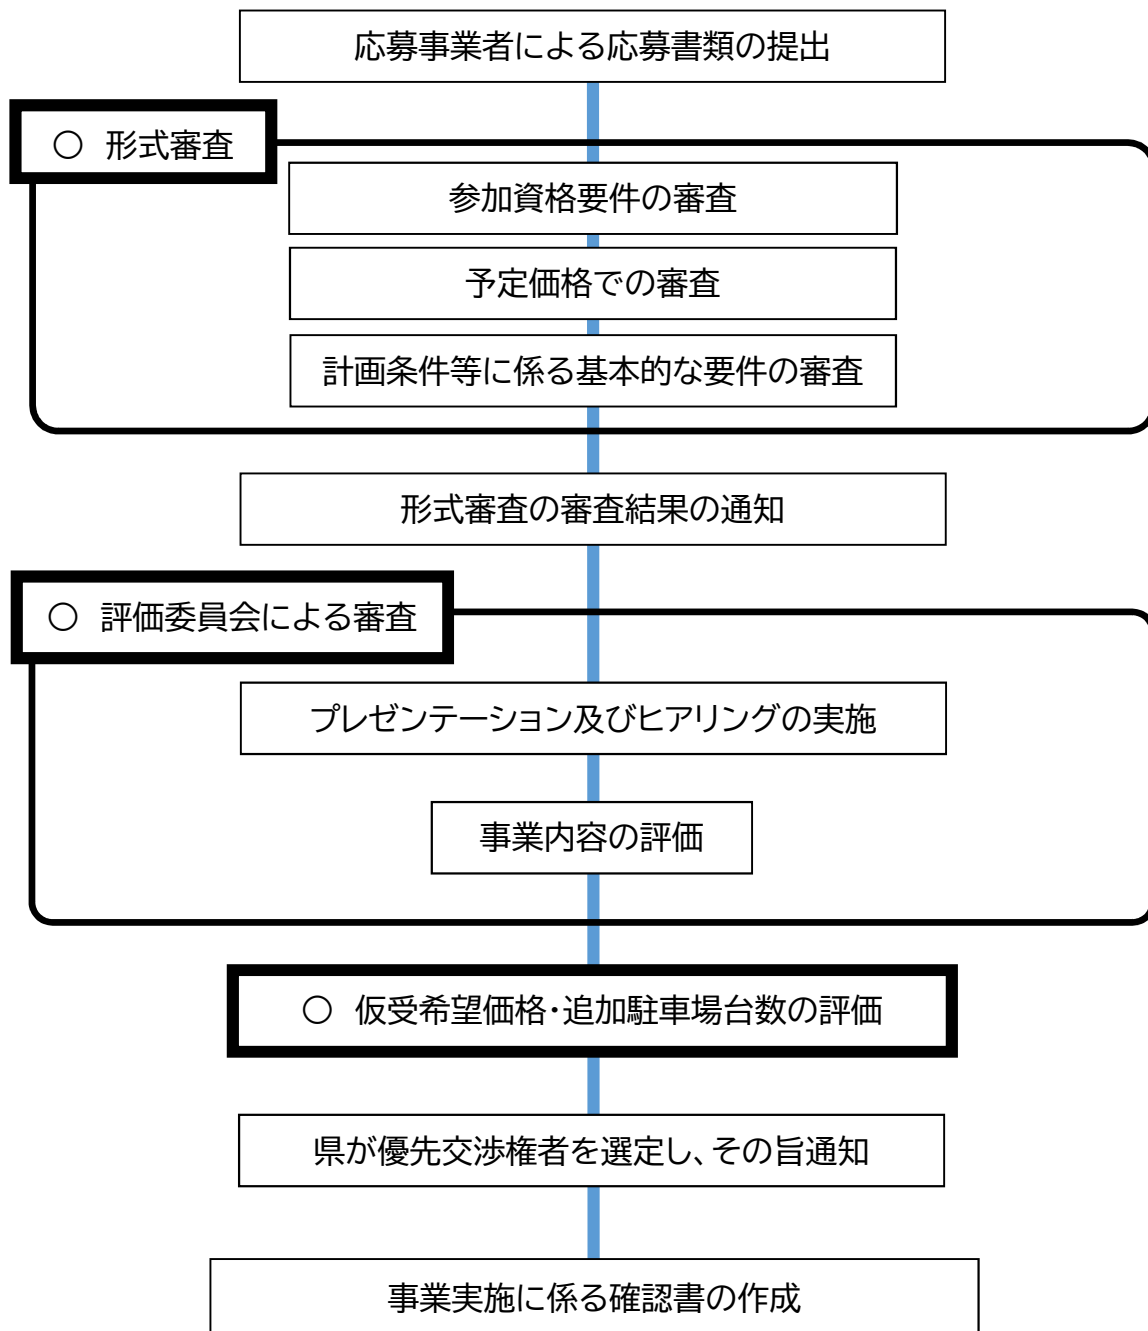 応募事業者による応募書類の提出
○ 形式審査
参加資格要件の審査
予定価格での審査
計画条件等に係る基本的な要件の審査
形式審査の審査結果の通知
○ 評価委員会による審査
プレゼンテーション及びヒアリングの実施
事業内容の評価
○ 仮受希望価格・追加駐車場台数の評価
県が優先交渉権者を選定し、その旨通知
事業実施に係る確認書の作成